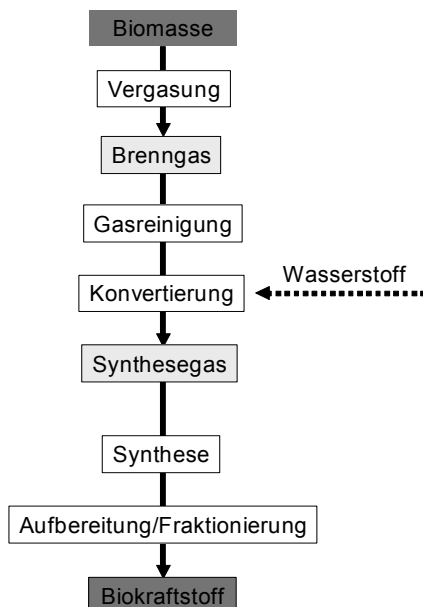 Biomasse
Vergasung
Brenngas
Gasreinigung
Wasserstoff
Konvertierung
Synthesegas
Synthese
Aufbereitung/Fraktionierung
Biokraftstoff